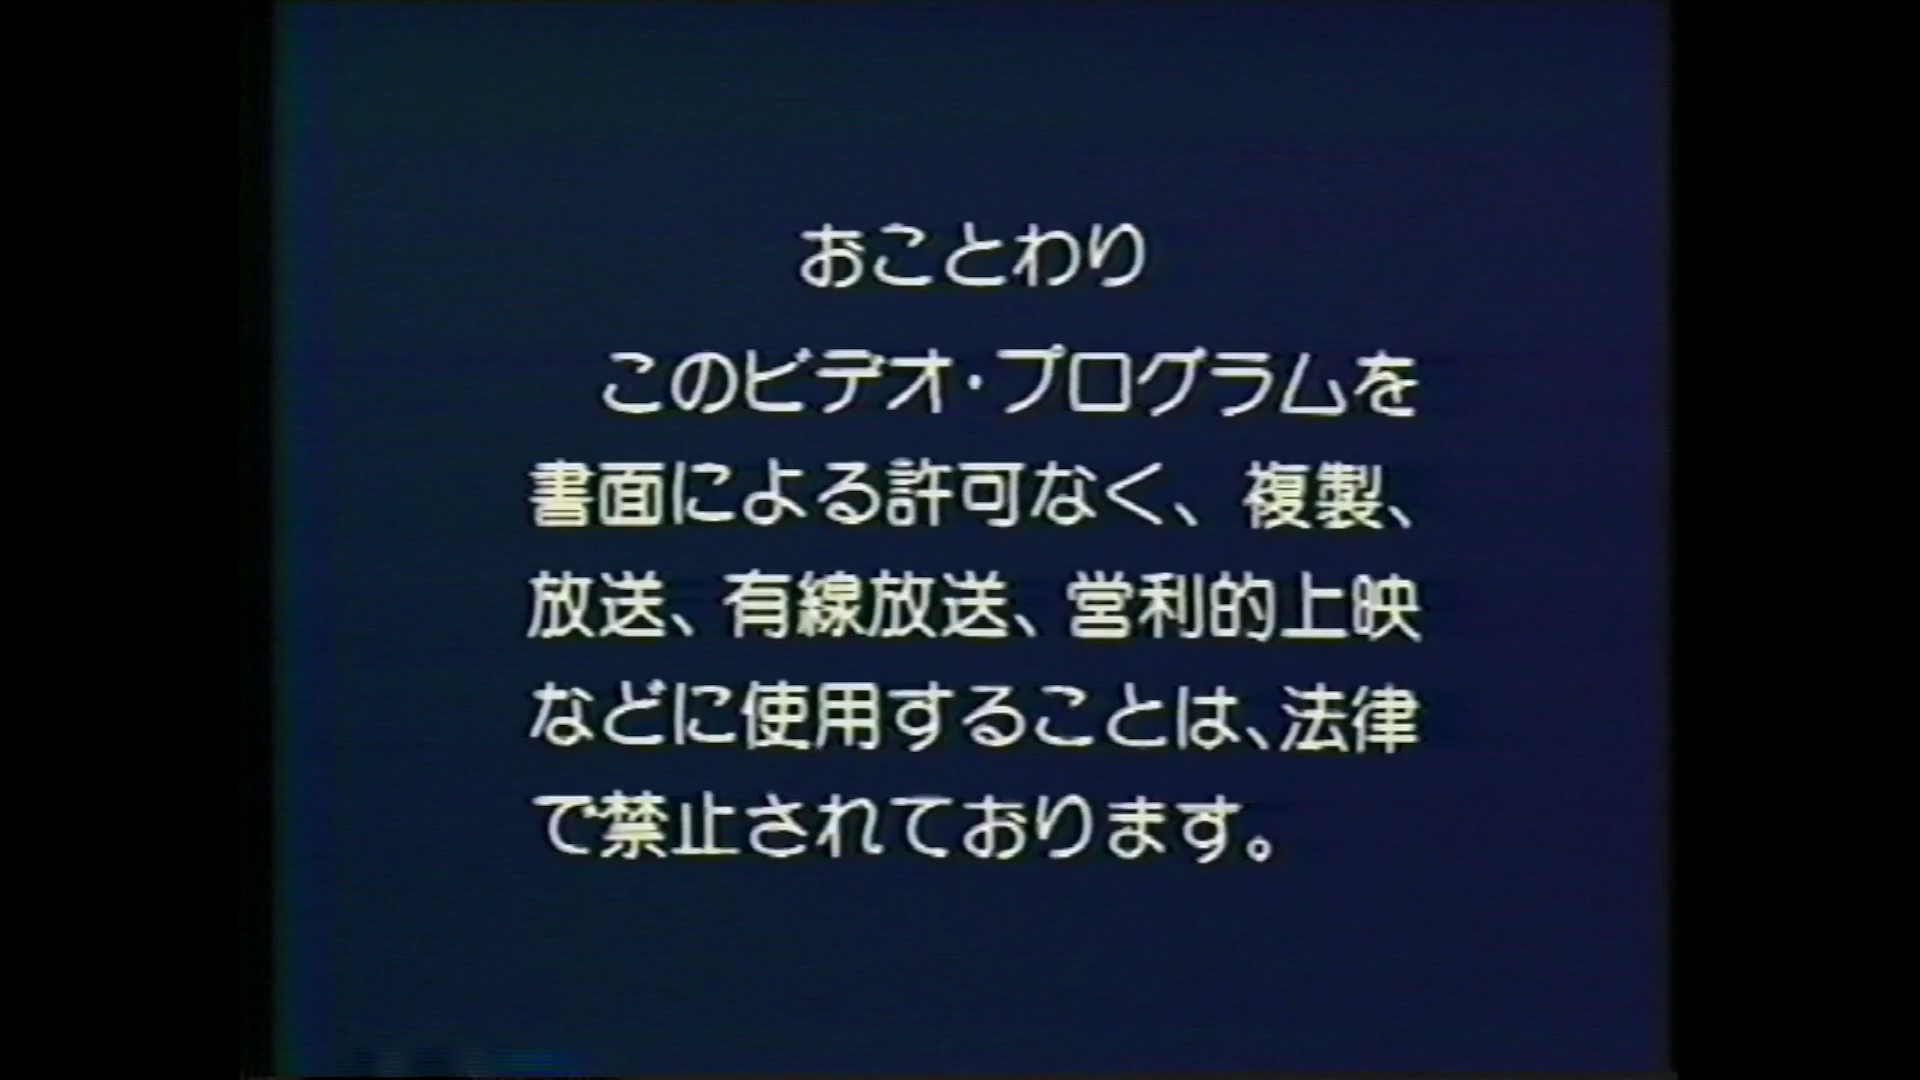 おことわり
このビデオ・プログラムを
書面による許可なく、複製、
放送、有線放送、営利的上映
などに使用することは、法律
で禁止されております。